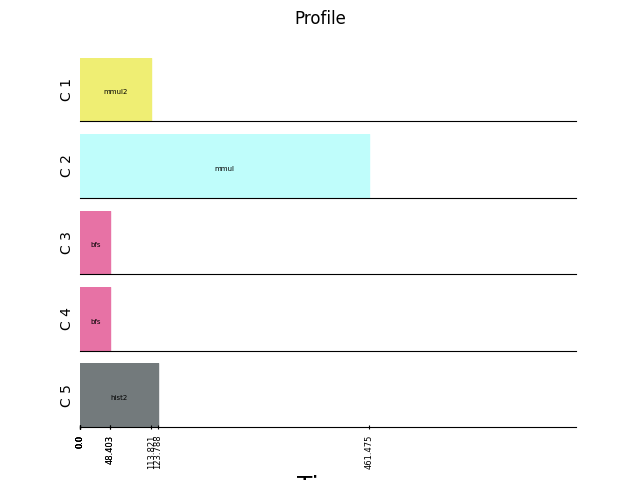 Profile
C 1
mmul2
C 2
mmul
C 3
bfs
C 4
bfs
C 5
hist2
0.0
48.403
113.821
123.788
461.475